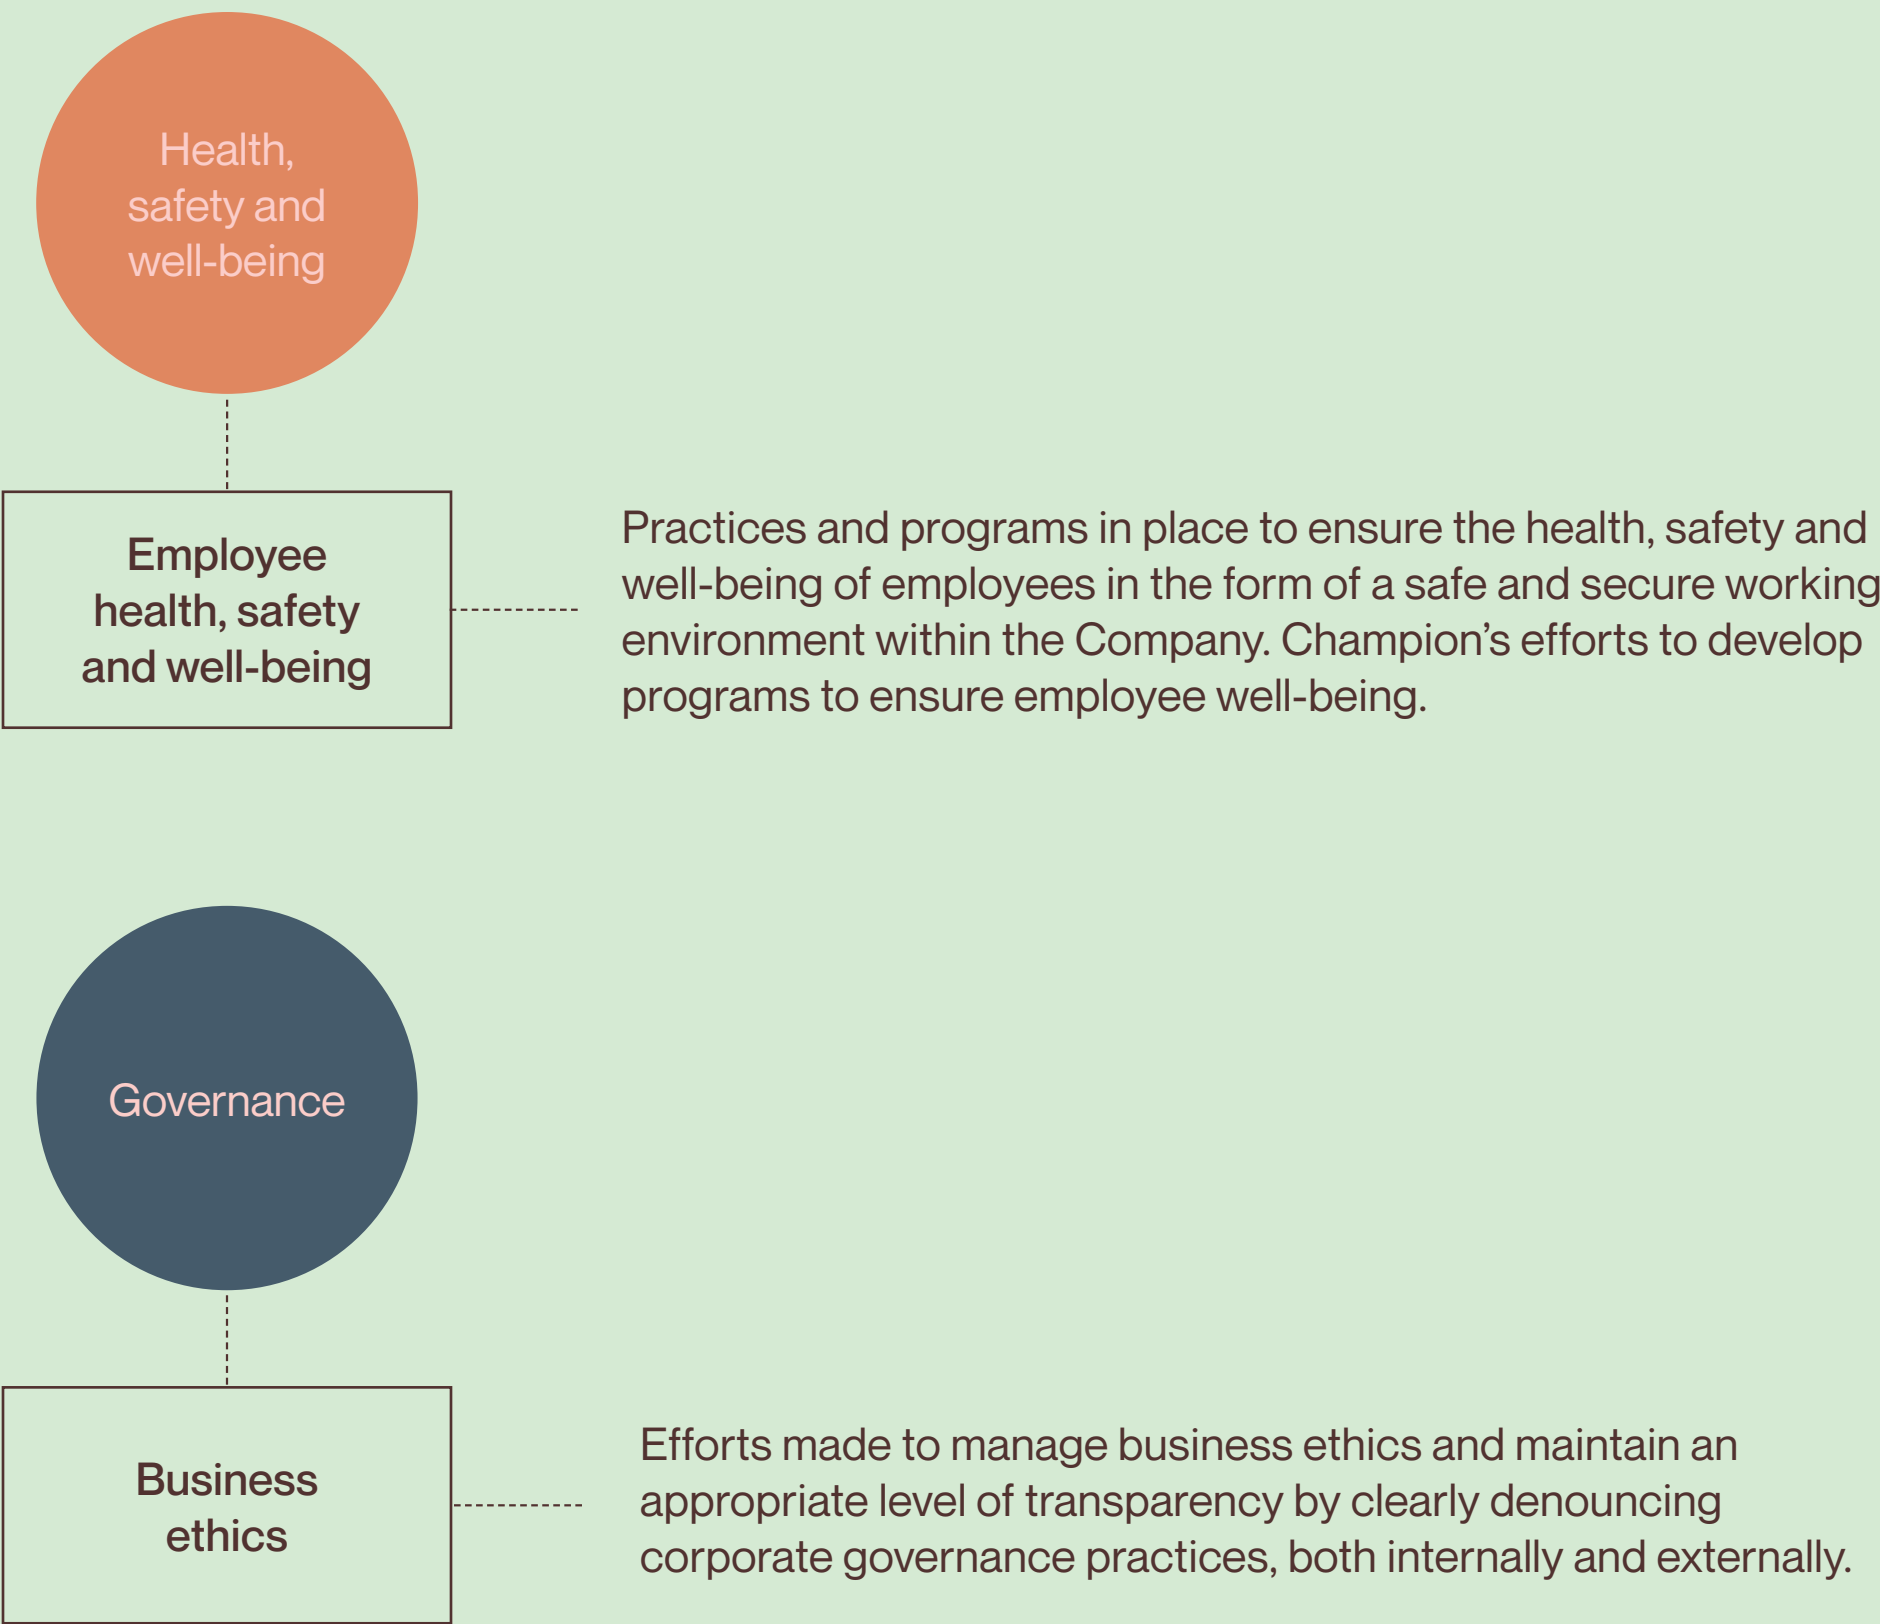 Health,
safety and
well-being
Employee
health, safety
and well-being
Practices and programs in place to ensure the health, safety and
well-being of employees in the form of a safe and secure working
environment within the Company. Champion’s efforts to develop
programs to ensure employee well-being.
Governance
Business
ethics
Efforts made to manage business ethics and maintain an
appropriate level of transparency by clearly denouncing
corporate governance practices, both internally and externally.